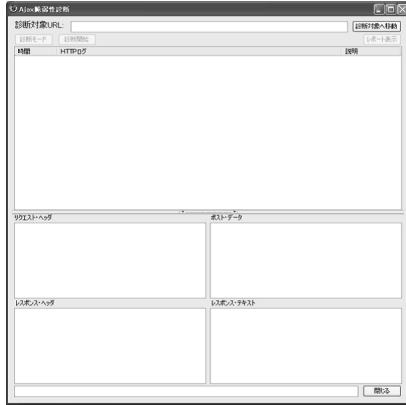 Ajax脆弱性診断
診断対象URL:
診断対象へ移動
診断モード 診断開始 レポート表示
時間 HTTPログ 説明
リクエスト・ヘッダ ポスト・データ
レスポンス・ヘッダ レスポンス・テキスト
閉じる